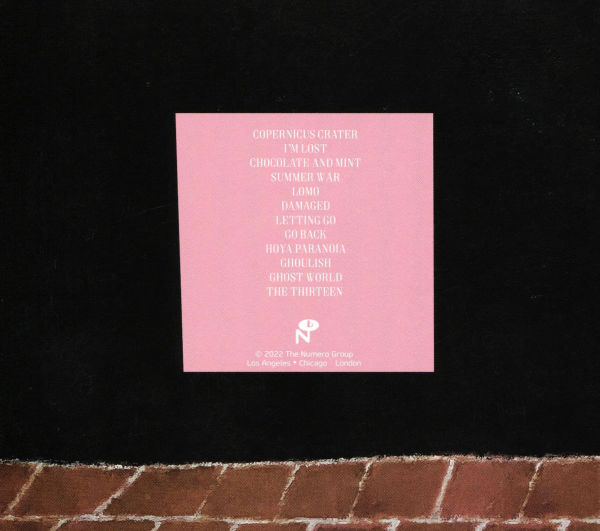 COPERNICUS CRATER
I'M LOST
CHOCOLATE AND MINT
SUMMER WAR
LOMO
DAMAGED
LETTING GO
GO BACK
HOYA PARANOIA
GHOULISH
GHOST WORLD
THE THIRTEEN
L
N
© 2022 The Numero Group
Los Angeles • Chicago London